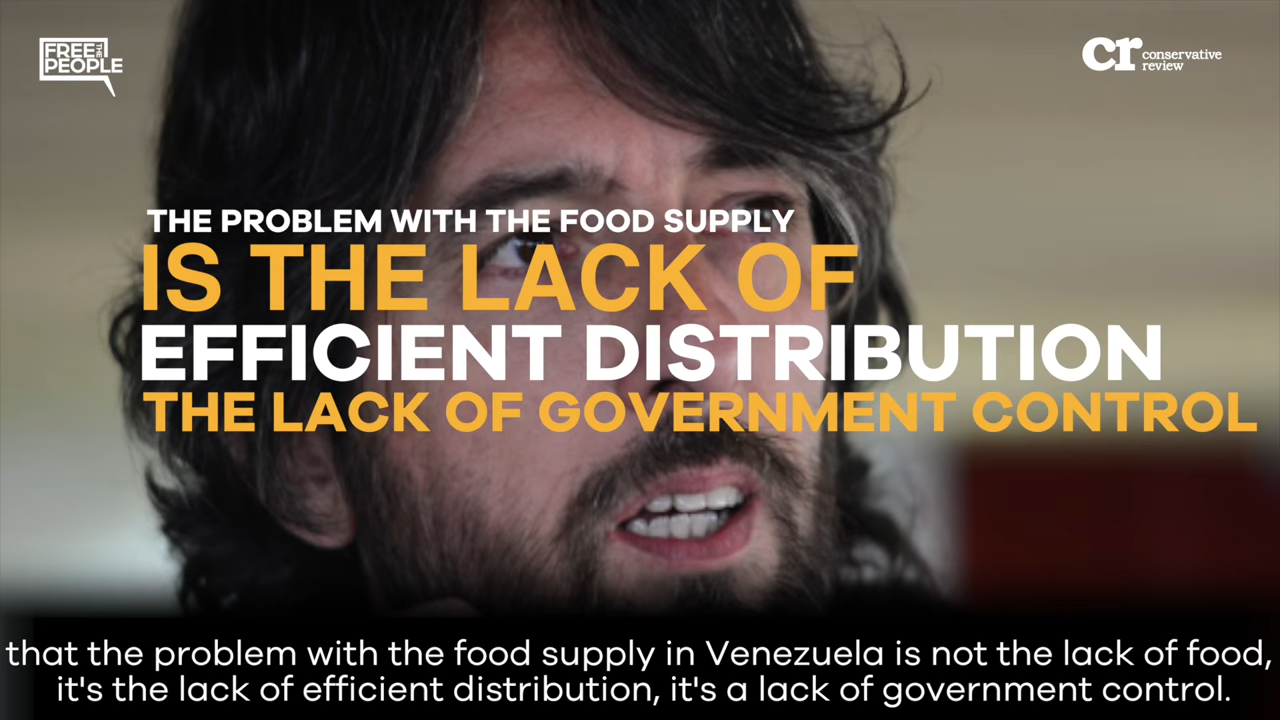 FREE THE
PEOPLE
cr conservative
review
THE PROBLEM WITH THE FOOD SUPPLY
IS THE LACK OF
EFFICIENT DISTRIBUTION
THE LACK OF GOVERNMENT CONTROL
that the problem with the food supply in Venezuela is not the lack of food,
it's the lack of efficient distribution, it's a lack of government control.